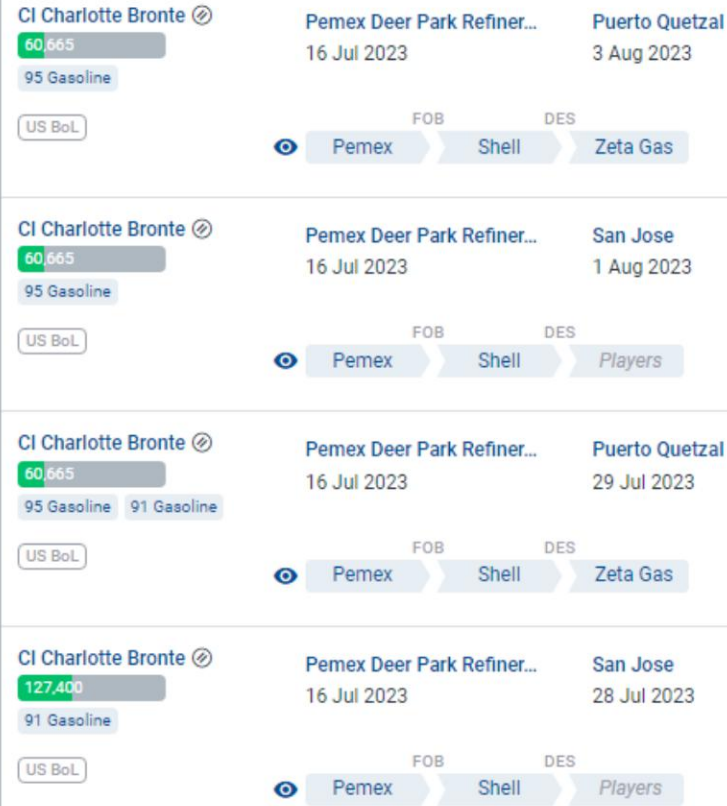 CI Charlotte Bronte Pemex Deer Park Refiner... Puerto Quetzal
60,665 16 Jul 2023 3 Aug 2023
95 Gasoline
US BoL FOB DES
Pemex Shell Zeta Gas
CI Charlotte Bronte Pemex Deer Park Refiner... San Jose
60,665 16 Jul 2023 1 Aug 2023
95 Gasoline
US BoL FOB DES
Pemex Shell Players
CI Charlotte Bronte Pemex Deer Park Refiner... Puerto Quetzal
60,665 16 Jul 2023 29 Jul 2023
95 Gasoline 91 Gasoline
US BoL FOB DES
Pemex Shell Zeta Gas
CI Charlotte Bronte Pemex Deer Park Refiner... San Jose
127,400 16 Jul 2023 28 Jul 2023
91 Gasoline
US BoL FOB DES
Pemex Shell Players